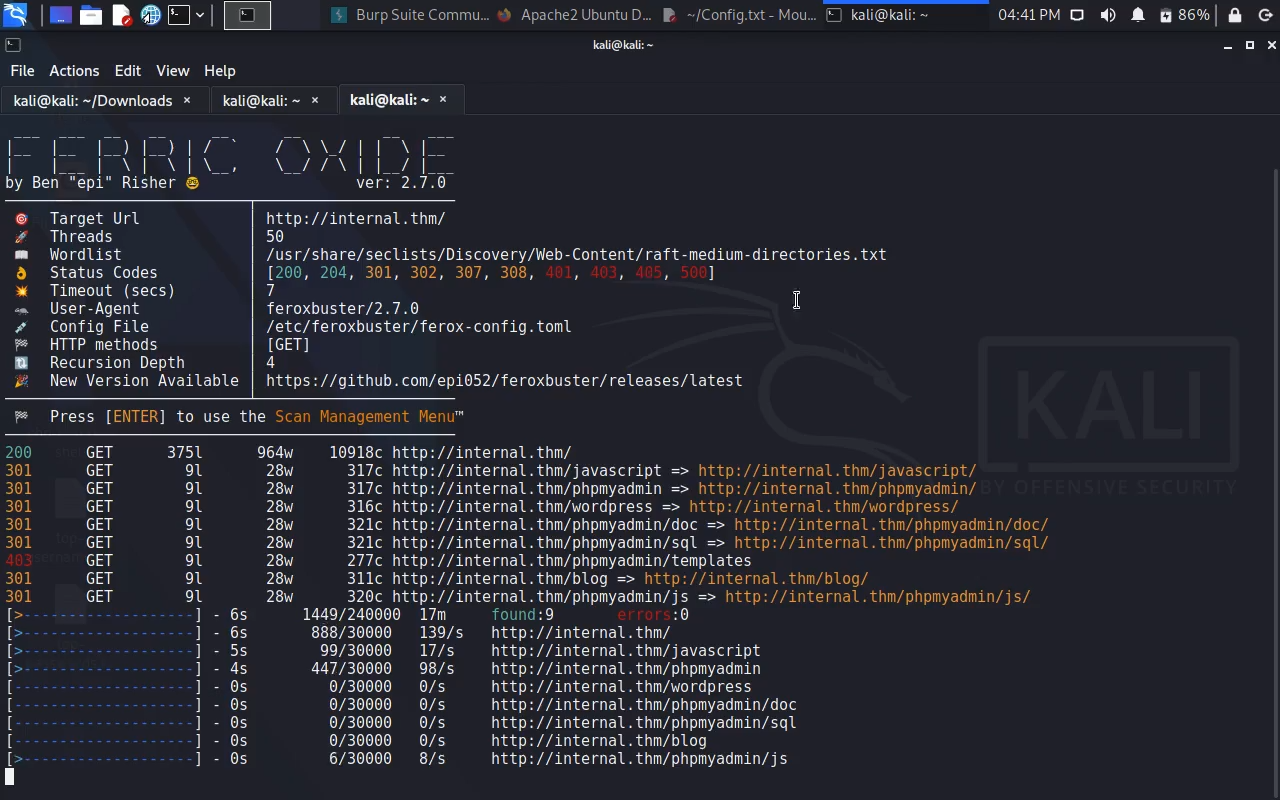 Burp Suite Commu... Apache2 Ubuntu D... ~/Config.txt - Mou... kali@kali: ~ 04:41 PM 86%
kali@kali: ~
File Actions Edit View Help
kali@kali: ~/Downloads × kali@kali: ~ × kali@kali: ~ ×
FERRIC OXIDE
by Ben "epi" Risher 🤓 ver: 2.7.0
🎯 Target Url │ http://internal.thm/
🚀 Threads │ 50
📖 Wordlist │ /usr/share/seclists/Discovery/Web-Content/raft-medium-directories.txt
👌 Status Codes │ [200, 204, 301, 302, 307, 308, 401, 403, 405, 500]
💥 Timeout (secs) │ 7
🦡 User-Agent │ feroxbuster/2.7.0
💉 Config File │ /etc/feroxbuster/ferox-config.toml
🏁 HTTP methods │ [GET]
🔃 Recursion Depth │ 4
🎉 New Version Available │ https://github.com/epi052/feroxbuster/releases/latest
🏁 Press [ENTER] to use the Scan Management Menu™
200 GET 375l 964w 10918c http://internal.thm/
301 GET 9l 28w 317c http://internal.thm/javascript => http://internal.thm/javascript/
301 GET 9l 28w 317c http://internal.thm/phpmyadmin => http://internal.thm/phpmyadmin/
301 GET 9l 28w 316c http://internal.thm/wordpress => http://internal.thm/wordpress/
301 GET 9l 28w 321c http://internal.thm/phpmyadmin/doc => http://internal.thm/phpmyadmin/doc/
301 GET 9l 28w 321c http://internal.thm/phpmyadmin/sql => http://internal.thm/phpmyadmin/sql/
403 GET 9l 28w 277c http://internal.thm/phpmyadmin/templates
301 GET 9l 28w 311c http://internal.thm/blog => http://internal.thm/blog/
301 GET 9l 28w 320c http://internal.thm/phpmyadmin/js => http://internal.thm/phpmyadmin/js/
[>-------------------] - 6s 1449/240000 17m found:9 errors:0
[>-------------------] - 6s 888/30000 139/s http://internal.thm/
[>-------------------] - 5s 99/30000 17/s http://internal.thm/javascript
[>-------------------] - 4s 447/30000 98/s http://internal.thm/phpmyadmin
[--------------------] - 0s 0/30000 0/s http://internal.thm/wordpress
[--------------------] - 0s 0/30000 0/s http://internal.thm/phpmyadmin/doc
[--------------------] - 0s 0/30000 0/s http://internal.thm/phpmyadmin/sql
[--------------------] - 0s 0/30000 0/s http://internal.thm/blog
[>-------------------] - 0s 6/30000 8/s http://internal.thm/phpmyadmin/js
KALI
BY OFFENSIVE SECURITY